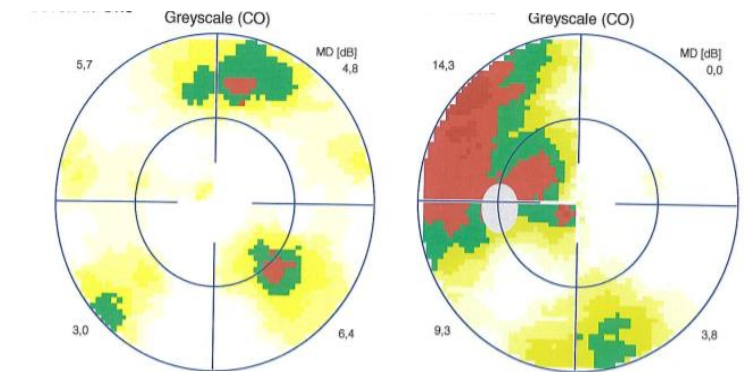 Greyscale (CO)
MD [dB]
5,7
4,8
3,0
6,4
Greyscale (CO)
MD [dB]
14,3
0,0
9,3
3,8